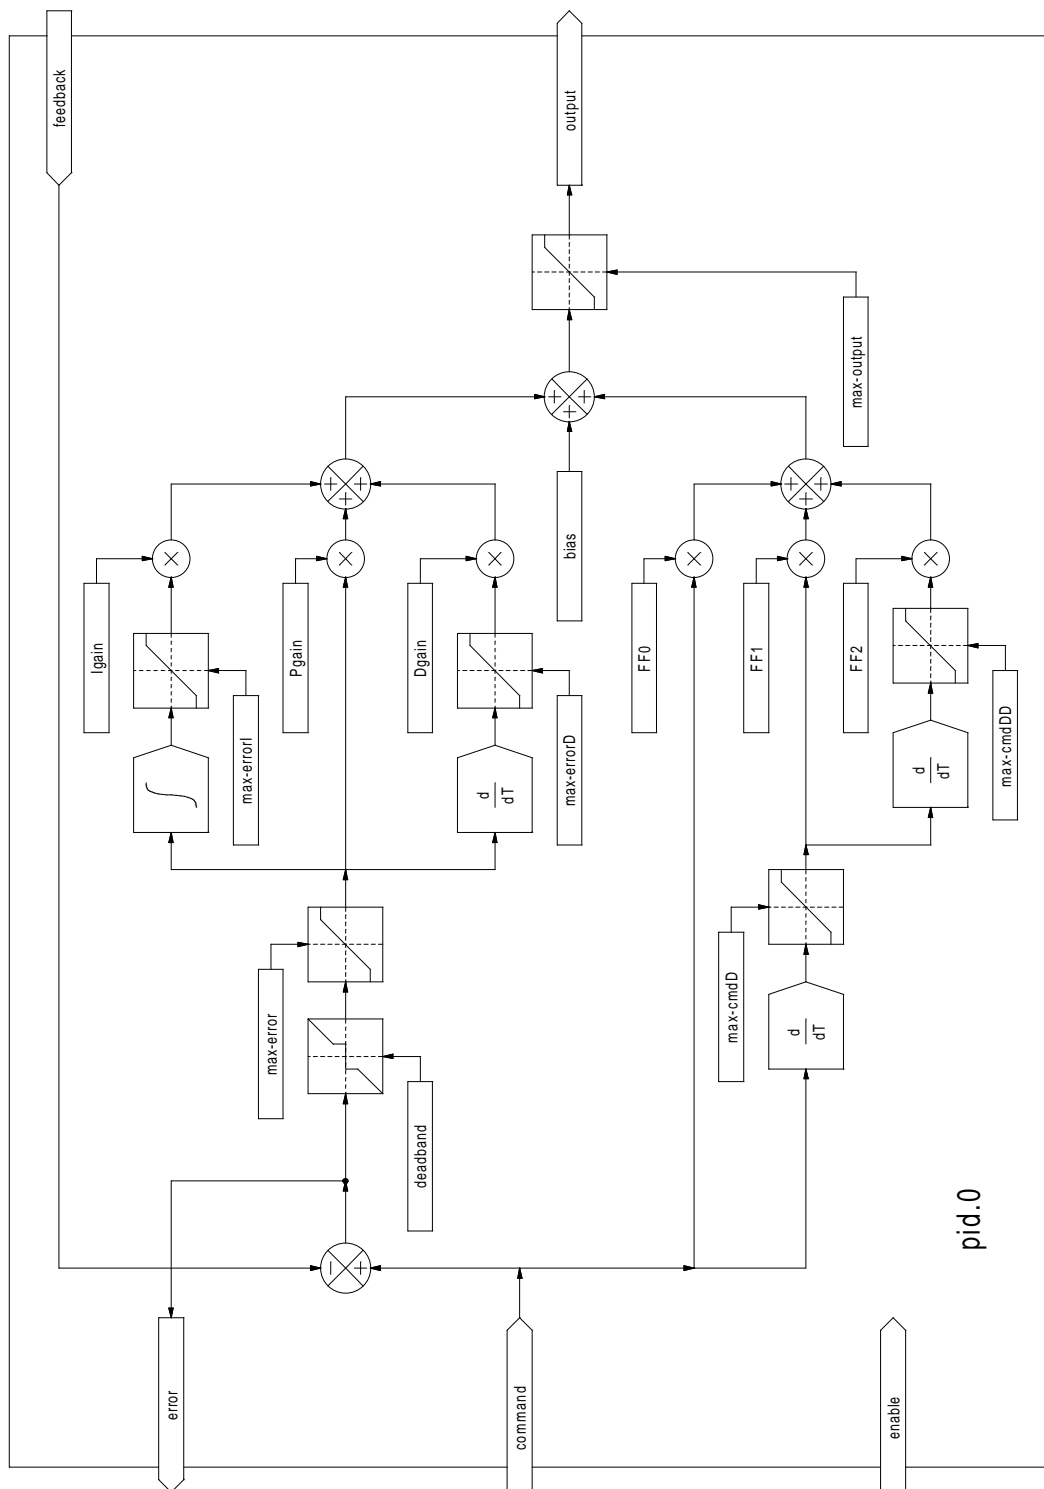 feedback
output
max-output
Igain
Pgain
Dgain
bias
FF0
FF1
FF2
max-errorI
max-errorD
max-cmdDD
d
dT
d
dT
max-error
max-cmdD
d
dT
deadband
pid.0
error
command
enable